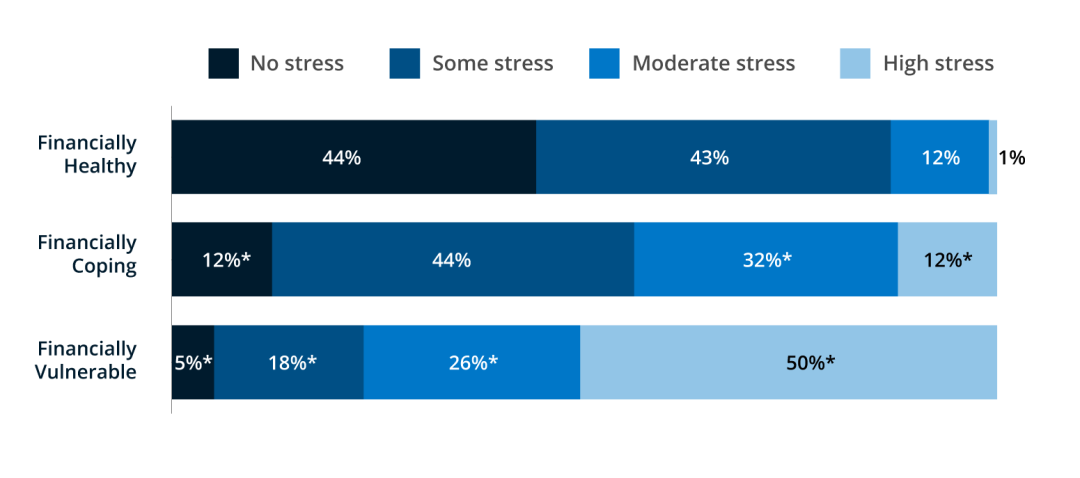 No stress Some stress Moderate stress High stress
Financially
Healthy
44% 43% 12% 1%
Financially
Coping
12%* 44% 32%* 12%*
Financially
Vulnerable
5%* 18%* 26%* 50%*